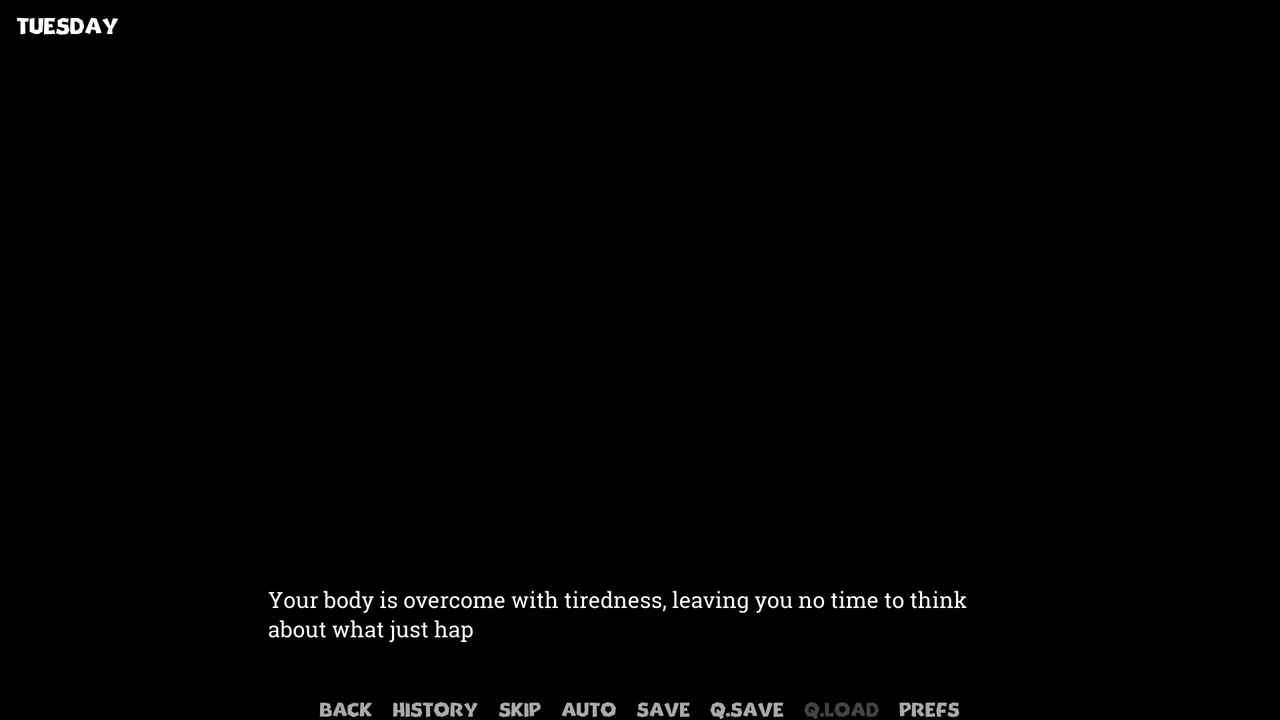 TUESDAY
Your body is overcome with tiredness, leaving you no time to think
about what just hap
BACK HISTORY SKIP AUTO SAVE Q.SAVE Q.LOAD PREFS